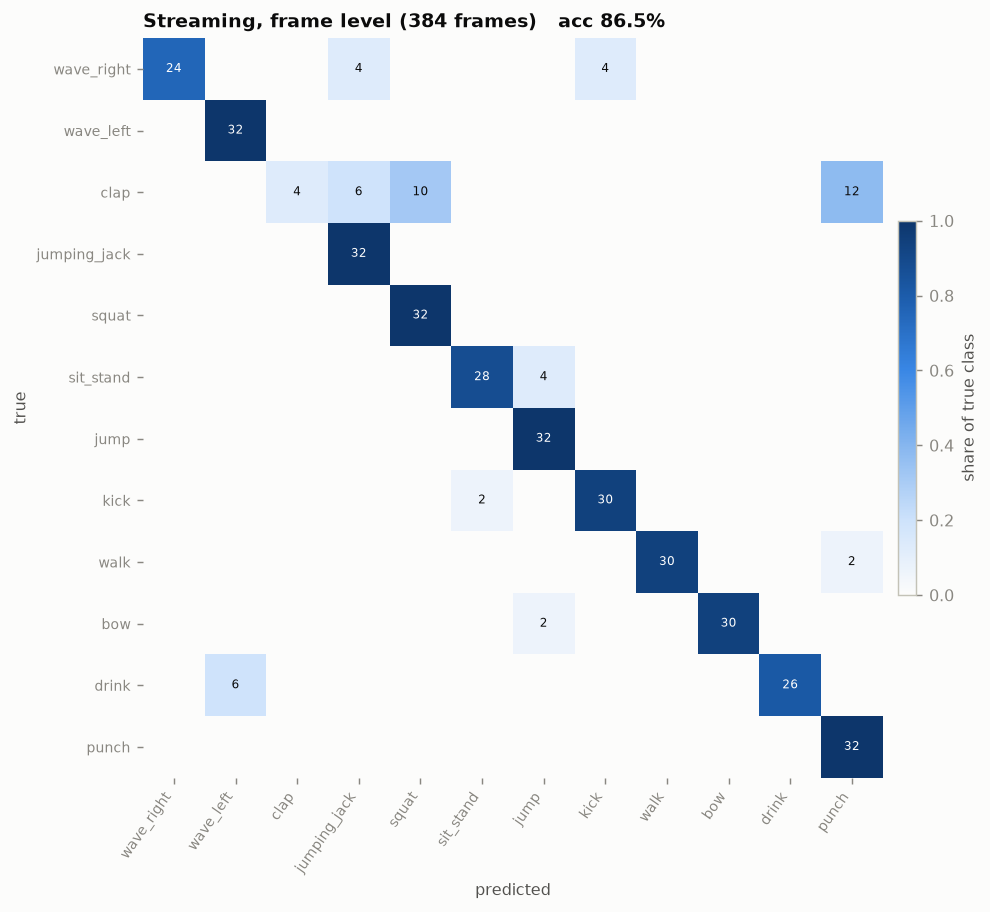 Streaming, frame level (384 frames)   acc 86.5%
wave_right 24 4 4
wave_left 32
clap 4 6 10 12
jumping_jack 32
squat 32
sit_stand 28 4
jump 32
kick 2 30
walk 30 2
bow 2 30
drink 6 26
punch 32
true
wave_right wave_left clap jumping_jack squat sit_stand jump kick walk bow drink punch
predicted
1.0
0.8
0.6
0.4
0.2
0.0
share of true class